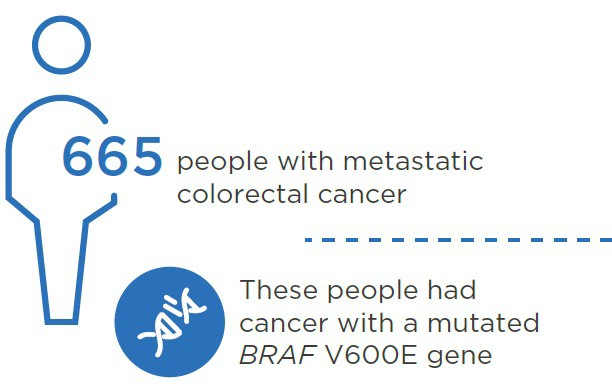 665 people with metastatic
colorectal cancer
These people had
cancer with a mutated
BRAF V600E gene